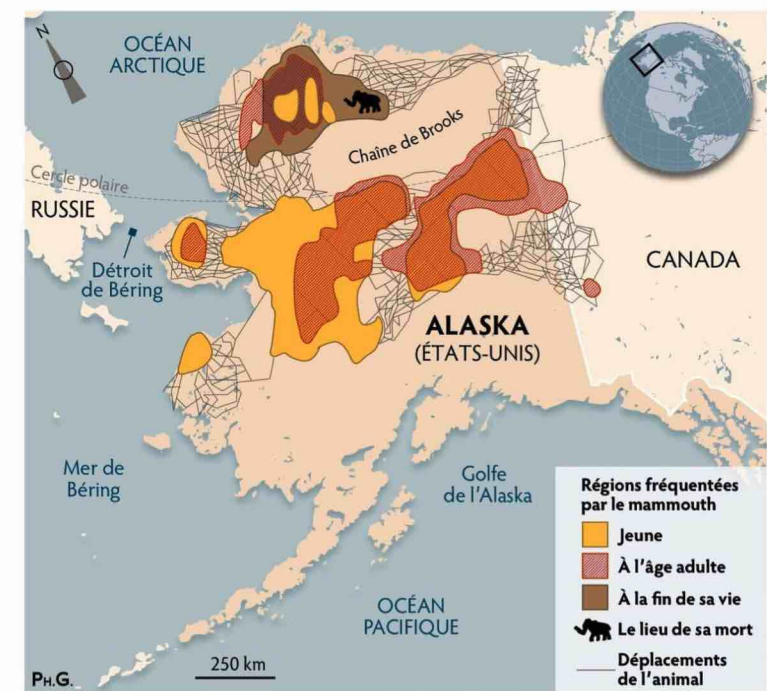 N
OCÉAN
ARCTIQUE
Chaîne de Brooks
Cercle polaire
RUSSIE
Détroit
de Béring
CANADA
ALASKA
(ÉTATS-UNIS)
Mer de
Béring
Golfe
de l'Alaska
OCÉAN
PACIFIQUE
250 km
PH.G.
Régions fréquentées
par le mammouth
Jeune
À l'âge adulte
À la fin de sa vie
Le lieu de sa mort
Déplacements
de l'animal